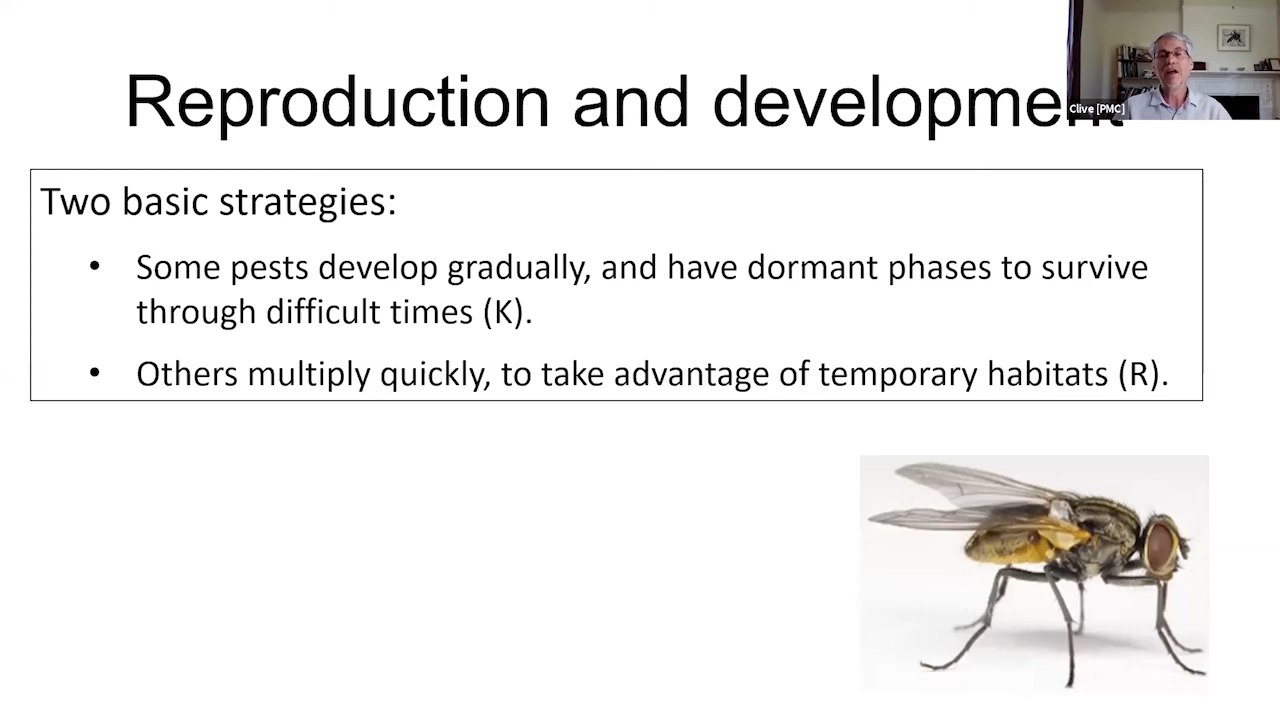 Reproduction and development
Clive [PMC]
Two basic strategies:
• Some pests develop gradually, and have dormant phases to survive
through difficult times (K).
• Others multiply quickly, to take advantage of temporary habitats (R).